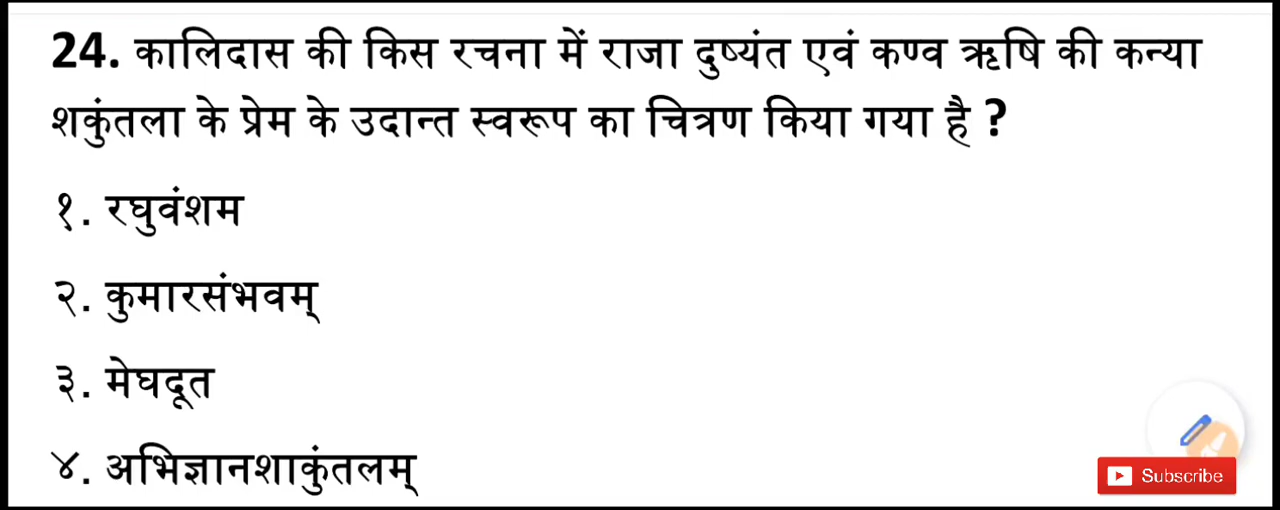 24. कालिदास की किस रचना में राजा दुष्यंत एवं कण्व ऋषि की कन्या
शकुंतला के प्रेम के उदान्त स्वरूप का चित्रण किया गया है ?
१. रघुवंशम
२. कुमारसंभवम्
३. मेघदूत
४. अभिज्ञानशाकुंतलम्
Subscribe